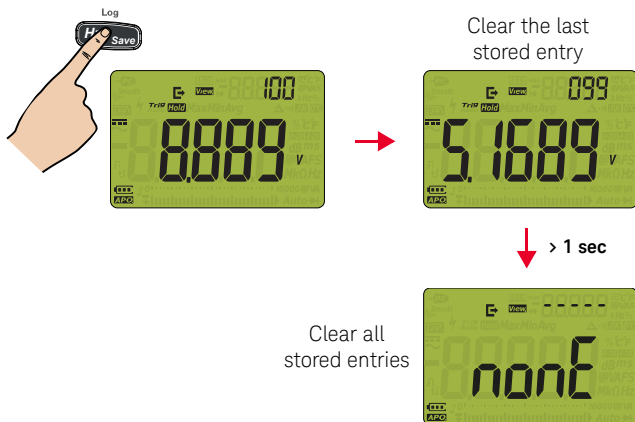 Log
H
Save
Clear the last
stored entry
View 100
Trig Hold
8.889 V
APO
View 099
Trig Hold
5.1689 V
APO
> 1 sec
Clear all
stored entries
View -----
nonE
APO